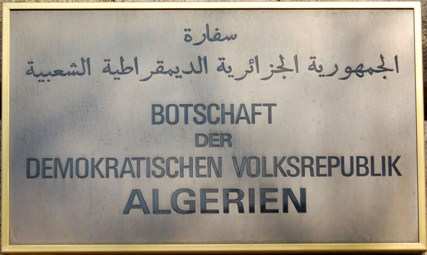 سفارة
الجمهورية الجزائرية الديمقراطية الشعبية
BOTSCHAFT
DER
DEMOKRATISCHEN VOLKSREPUBLIK
ALGERIEN